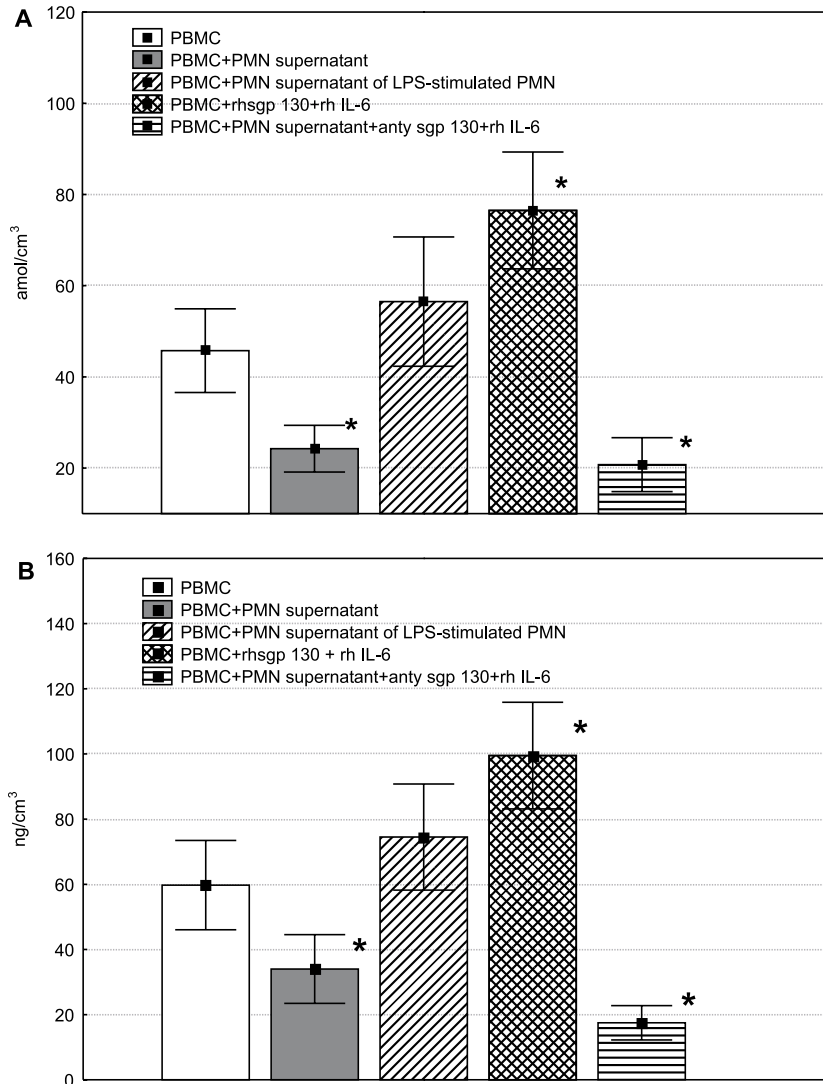 A
PBMC
PBMC+PMN supernatant
PBMC+PMN supernatant of LPS-stimulated PMN
PBMC+rhsgp 130+rh IL-6
PBMC+PMN supernatant+anty sgp 130+rh IL-6
120
100
80
60
40
20
amol/cm³
*
*
*
B
PBMC
PBMC+PMN supernatant
PBMC+PMN supernatant of LPS-stimulated PMN
PBMC+rhsgp 130 + rh IL-6
PBMC+PMN supernatant+anty sgp 130+rh IL-6
160
140
120
100
80
60
40
20
0
ng/cm³
*
*
*